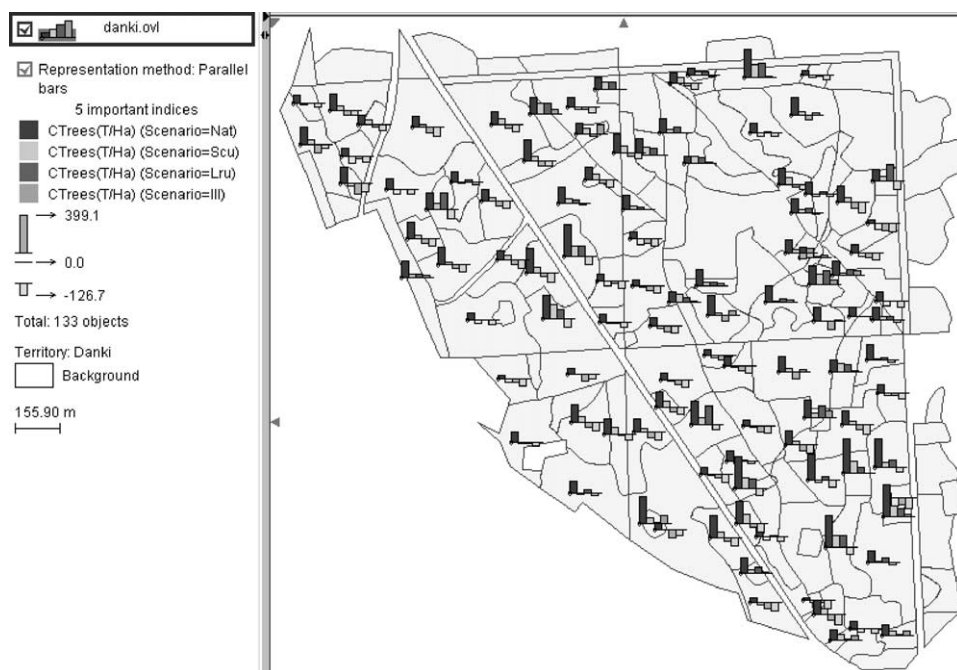 danki.ovl
Representation method: Parallel
bars
5 important indices
CTrees(T/Ha) (Scenario=Nat)
CTrees(T/Ha) (Scenario=Scu)
CTrees(T/Ha) (Scenario=Lru)
CTrees(T/Ha) (Scenario=Ill)
399.1
0.0
-126.7
Total: 133 objects
Territory: Danki
Background
155.90 m